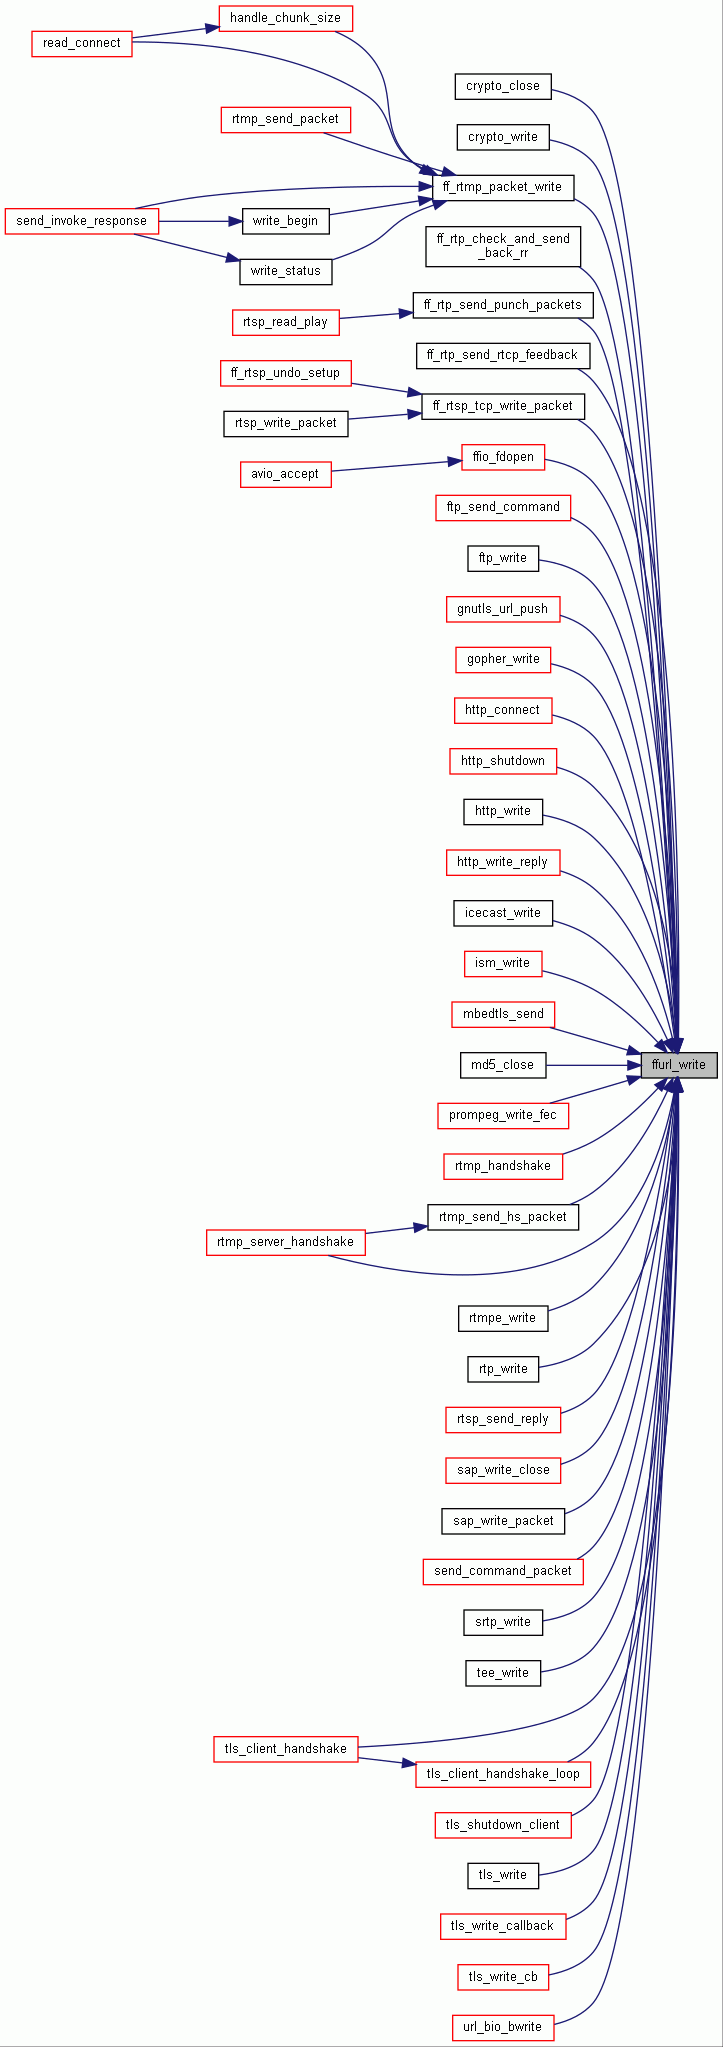 handle_chunk_size
read_connect
crypto_close
rtmp_send_packet
crypto_write
ff_rtmp_packet_write
send_invoke_response
write_begin
ff_rtp_check_and_send
_back_rr
write_status
ff_rtp_send_punch_packets
rtsp_read_play
ff_rtp_send_rtcp_feedback
ff_rtsp_undo_setup
ff_rtsp_tcp_write_packet
rtsp_write_packet
ffio_fdopen
avio_accept
ftp_send_command
ftp_write
gnutls_url_push
gopher_write
http_connect
http_shutdown
http_write
http_write_reply
icecast_write
ism_write
mbedtls_send
md5_close
ffurl_write
prompeg_write_fec
rtmp_handshake
rtmp_send_hs_packet
rtmp_server_handshake
rtmpe_write
rtp_write
rtsp_send_reply
sap_write_close
sap_write_packet
send_command_packet
srtp_write
tee_write
tls_client_handshake
tls_client_handshake_loop
tls_shutdown_client
tls_write
tls_write_callback
tls_write_cb
url_bio_bwrite